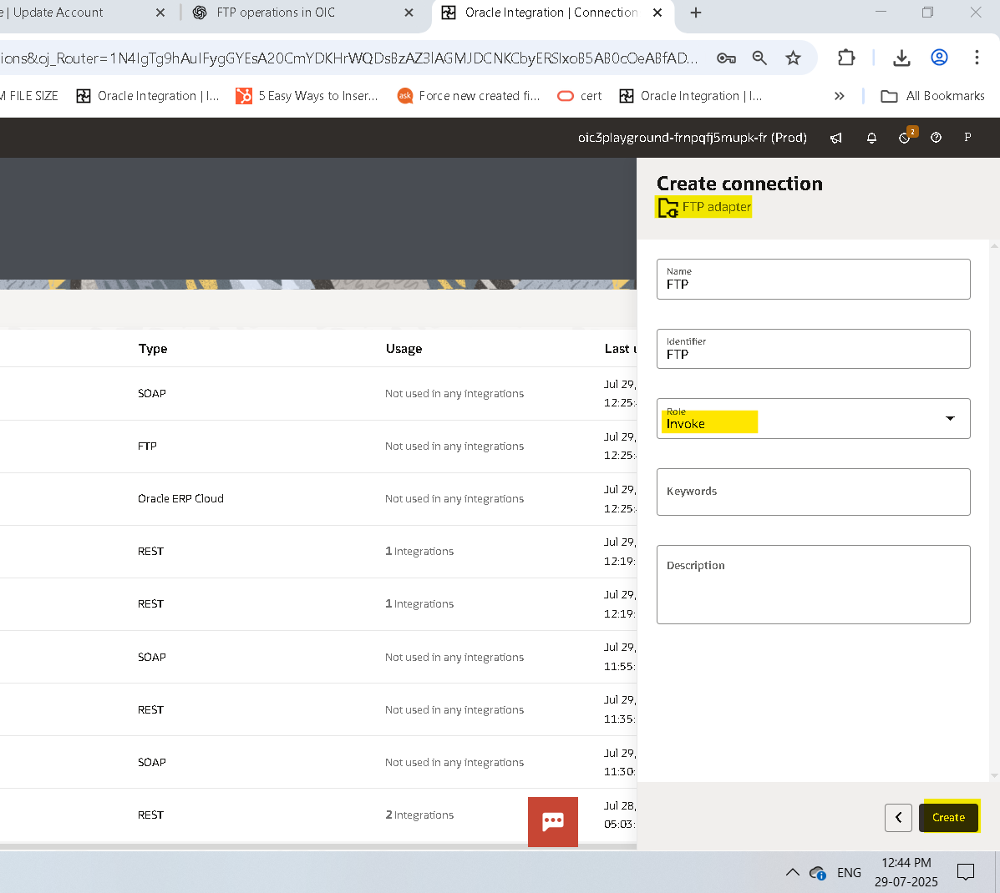 e | Update Account
FTP operations in OIC
Oracle Integration | Connection
ions&oj_Router=1N4IgTg9hAuIFygGYEsA20CmYDKHrWQDsBzAZ3lAGMJDCNKCbyERSIxoB5AB0cOeABfAD...
M FILE SIZE
Oracle Integration | I...
5 Easy Ways to Inser...
ask
Force new created fi...
cert
Oracle Integration | I...
All Bookmarks
oic3playground-frnpqfj5mupk-fr (Prod)
2
P
Create connection
FTP adapter
Name
FTP
Identifier
FTP
Role
Invoke
Keywords
Description
Create
Type Usage Last u
SOAP Not used in any integrations Jul 29,
12:25:
FTP Not used in any integrations Jul 29,
12:25:
Oracle ERP Cloud Not used in any integrations Jul 29,
12:25:
REST 1 Integrations Jul 29,
12:19:
REST 1 Integrations Jul 29,
12:19:
SOAP Not used in any integrations Jul 29,
11:55:
REST Not used in any integrations Jul 29,
11:35:
SOAP Not used in any integrations Jul 29,
11:30:
REST 2 Integrations Jul 28,
05:03:
ENG
12:44 PM
29-07-2025